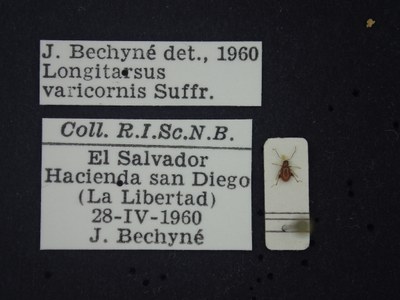 J. Bechyné det., 1960
Longitarsus
varicornis Suffr.
Coll. R.I.Sc.N.B.
El Salvador
Hacienda san Diego
(La Libertad)
28-IV-1960
J. Bechyné